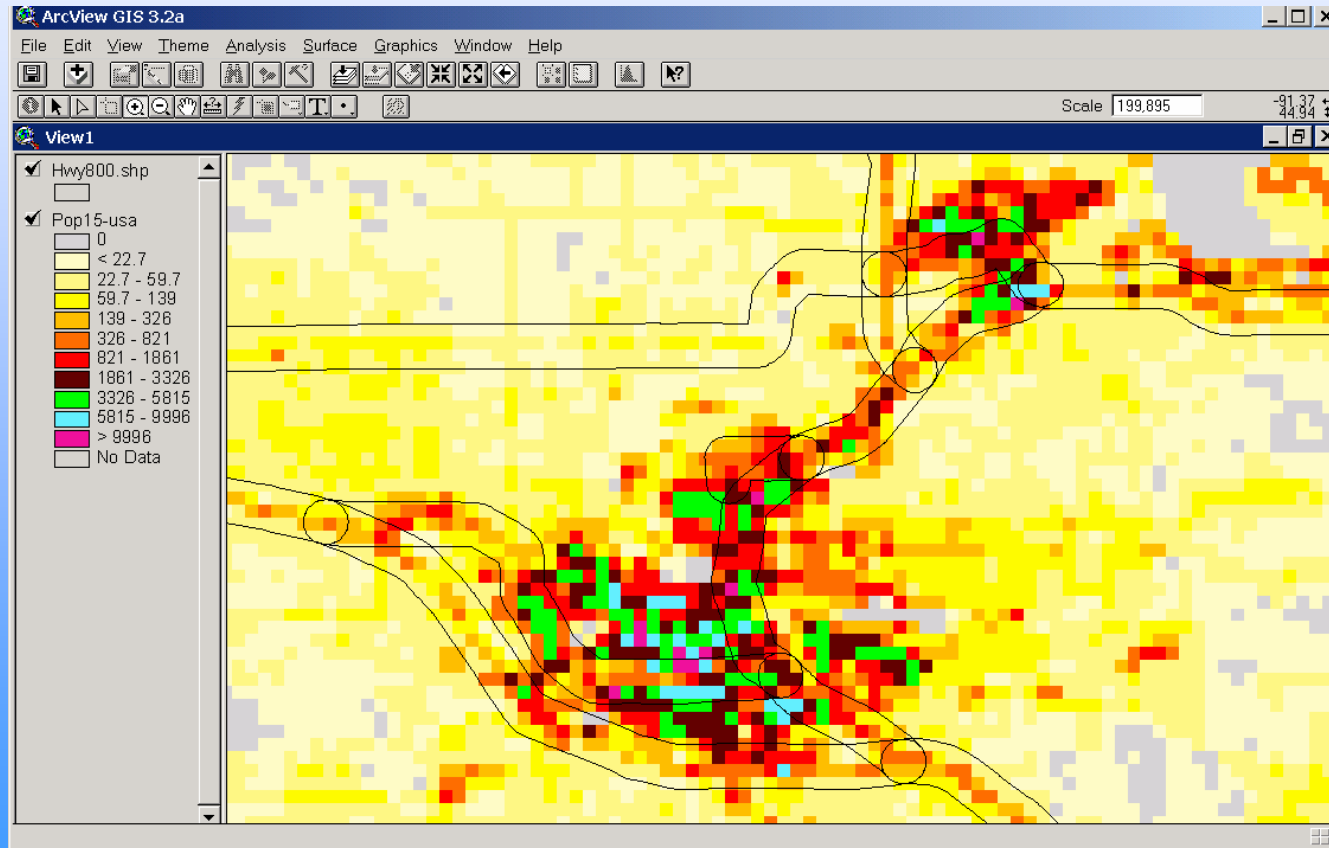 ArcView GIS 3.2a
File Edit View Theme Analysis Surface Graphics Window Help
Scale 199,895 -91.37
44.94
View1
Hwy800.shp
Pop15-usa
0
< 22.7
22.7 - 59.7
59.7 - 139
139 - 326
326 - 821
821 - 1861
1861 - 3326
3326 - 5815
5815 - 9996
> 9996
No Data